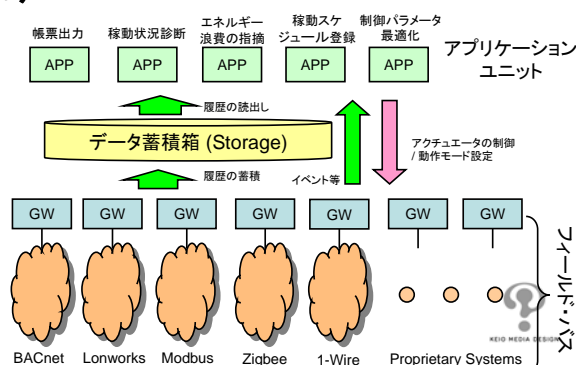 帳票出力
稼動状況診断
エネルギー
浪費の指摘
稼動スケ
ジュール登録
制御パラメータ
最適化
APP
APP
APP
APP
APP
アプリケーション
ユニット
履歴の読出し
データ蓄積箱 (Storage)
アクチュエータの制御
/ 動作モード設定
履歴の蓄積
イベント等
GW
GW
GW
GW
GW
GW
GW
フィールド・バス
KEIO MEDIA DESIGN
BACnet
Lonworks
Modbus
Zigbee
1-Wire
Proprietary Systems